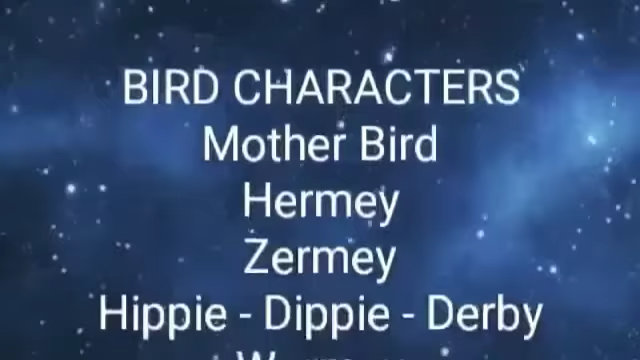 BIRD CHARACTERS
Mother Bird
Hermey
Zermey
Hippie - Dippie - Derby